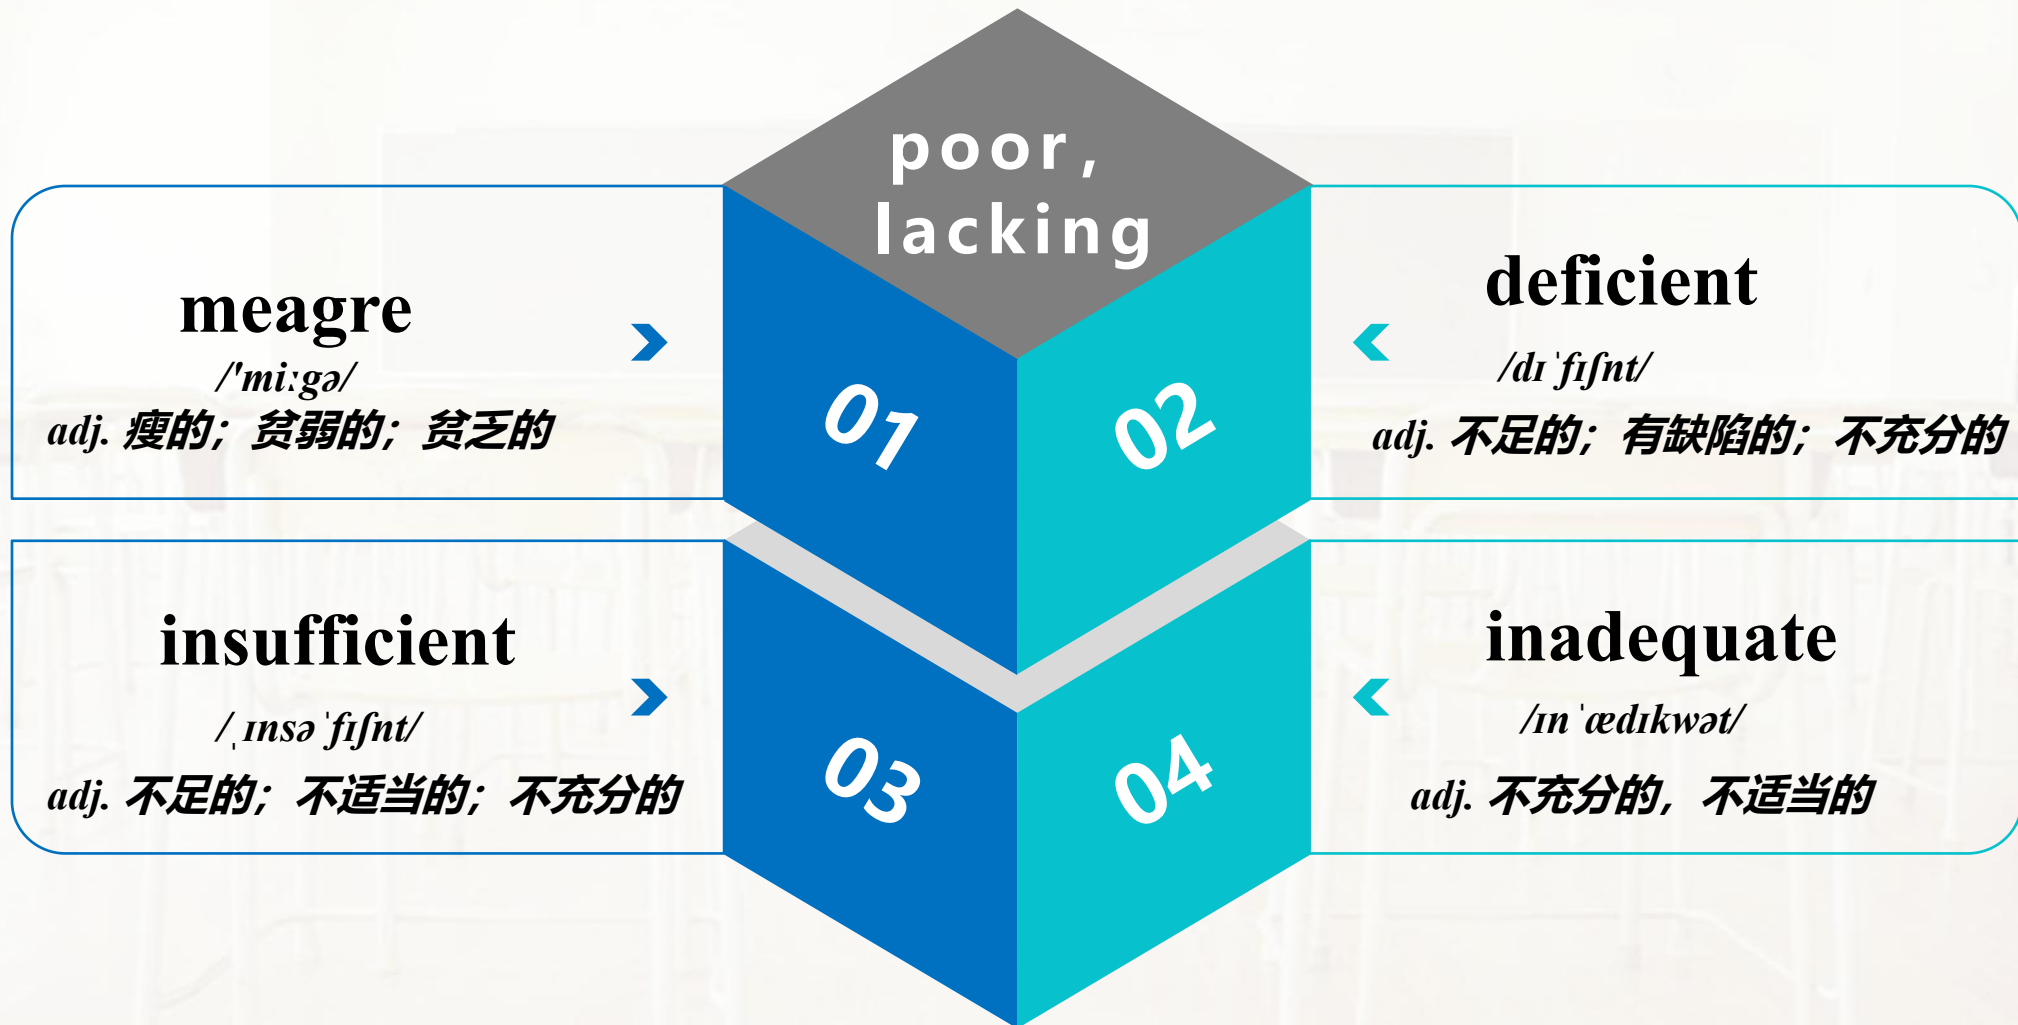 poor,
lacking
meagre
/'mi:gə/
adj. 瘦的；贫弱的；贫乏的
01
02
deficient
/dɪˈfɪʃnt/
adj. 不足的；有缺陷的；不充分的
insufficient
/ˌɪnsəˈfɪʃnt/
adj. 不足的；不适当的；不充分的
03
04
inadequate
/ɪnˈædɪkwət/
adj. 不充分的，不适当的